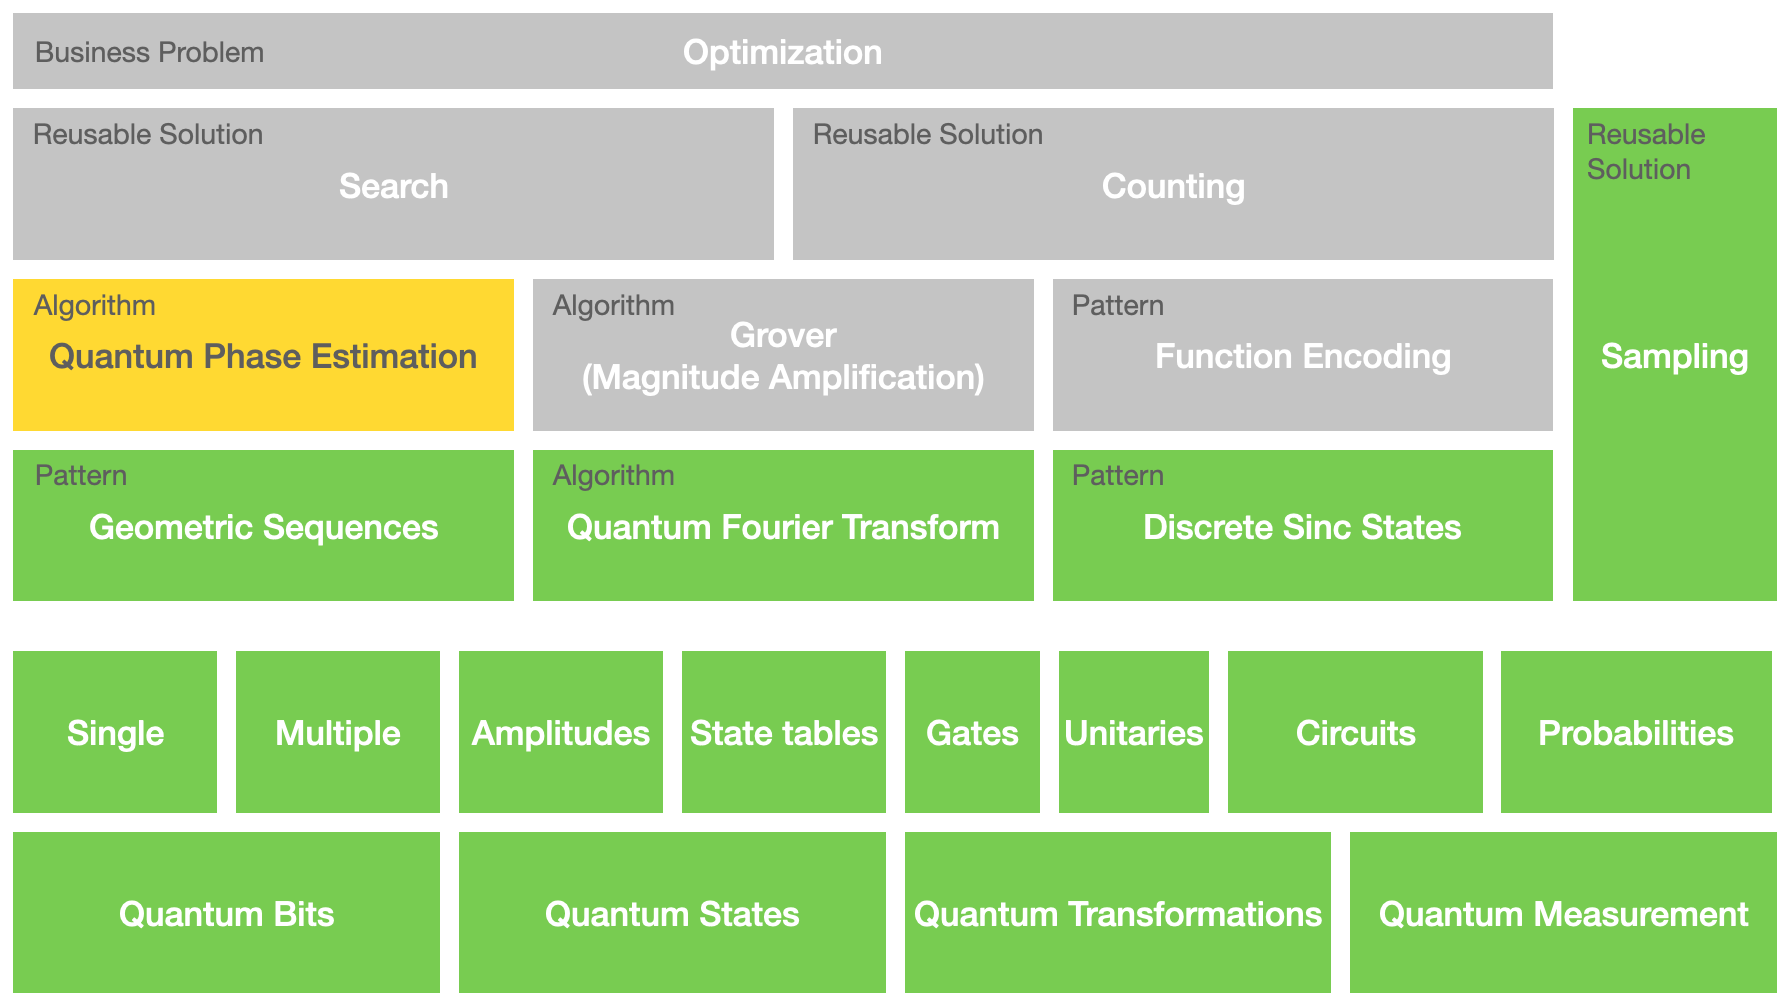 Business Problem
Optimization
Reusable Solution
Search
Reusable Solution
Counting
Reusable
Solution
Sampling
Algorithm
Quantum Phase Estimation
Algorithm
Grover
(Magnitude Amplification)
Pattern
Function Encoding
Pattern
Geometric Sequences
Algorithm
Quantum Fourier Transform
Pattern
Discrete Sinc States
Single
Multiple
Amplitudes
State tables
Gates
Unitaries
Circuits
Probabilities
Quantum Bits
Quantum States
Quantum Transformations
Quantum Measurement